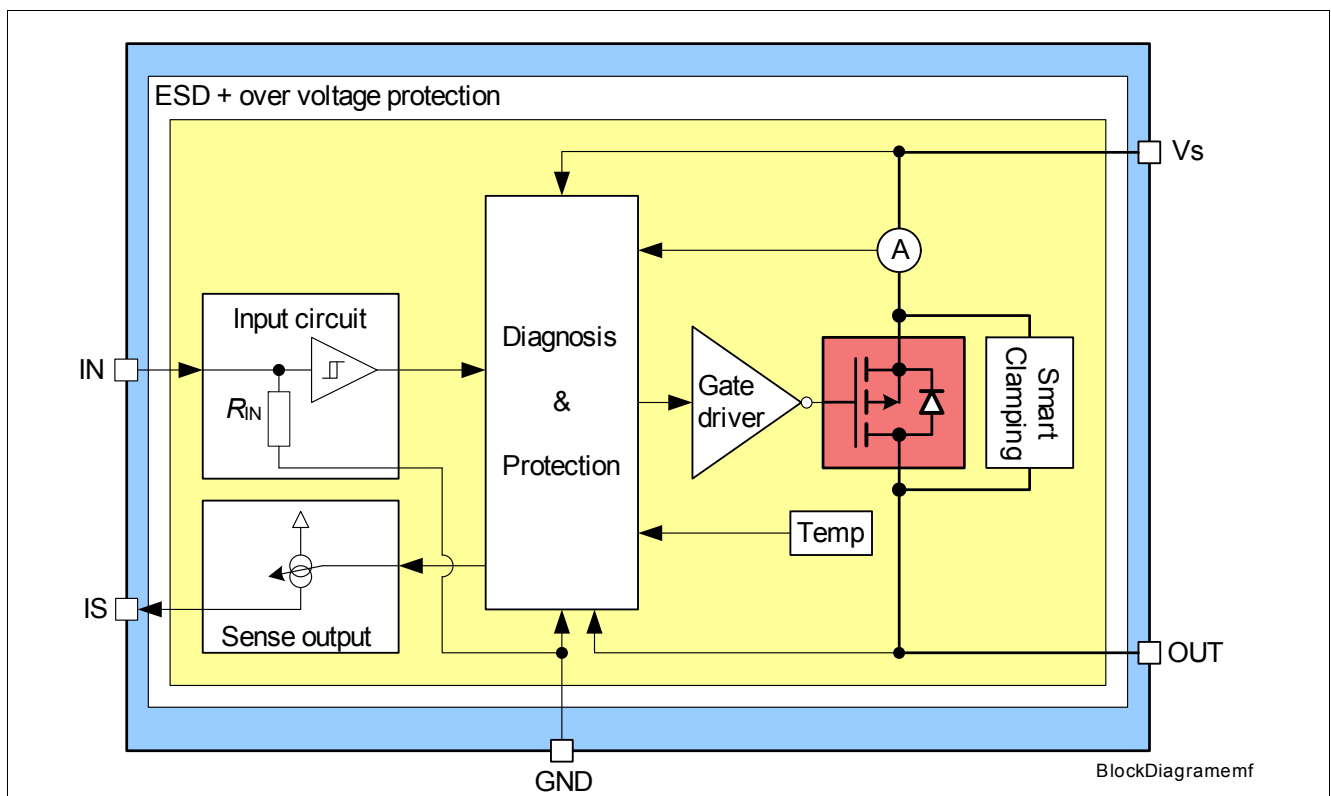 ESD + over voltage protection
Vs
A
Input circuit
Diagnosis
&
Protection
Gate
driver
Smart
Clamping
IN
RIN
Temp
IS
Sense output
OUT
GND
BlockDiagramemf